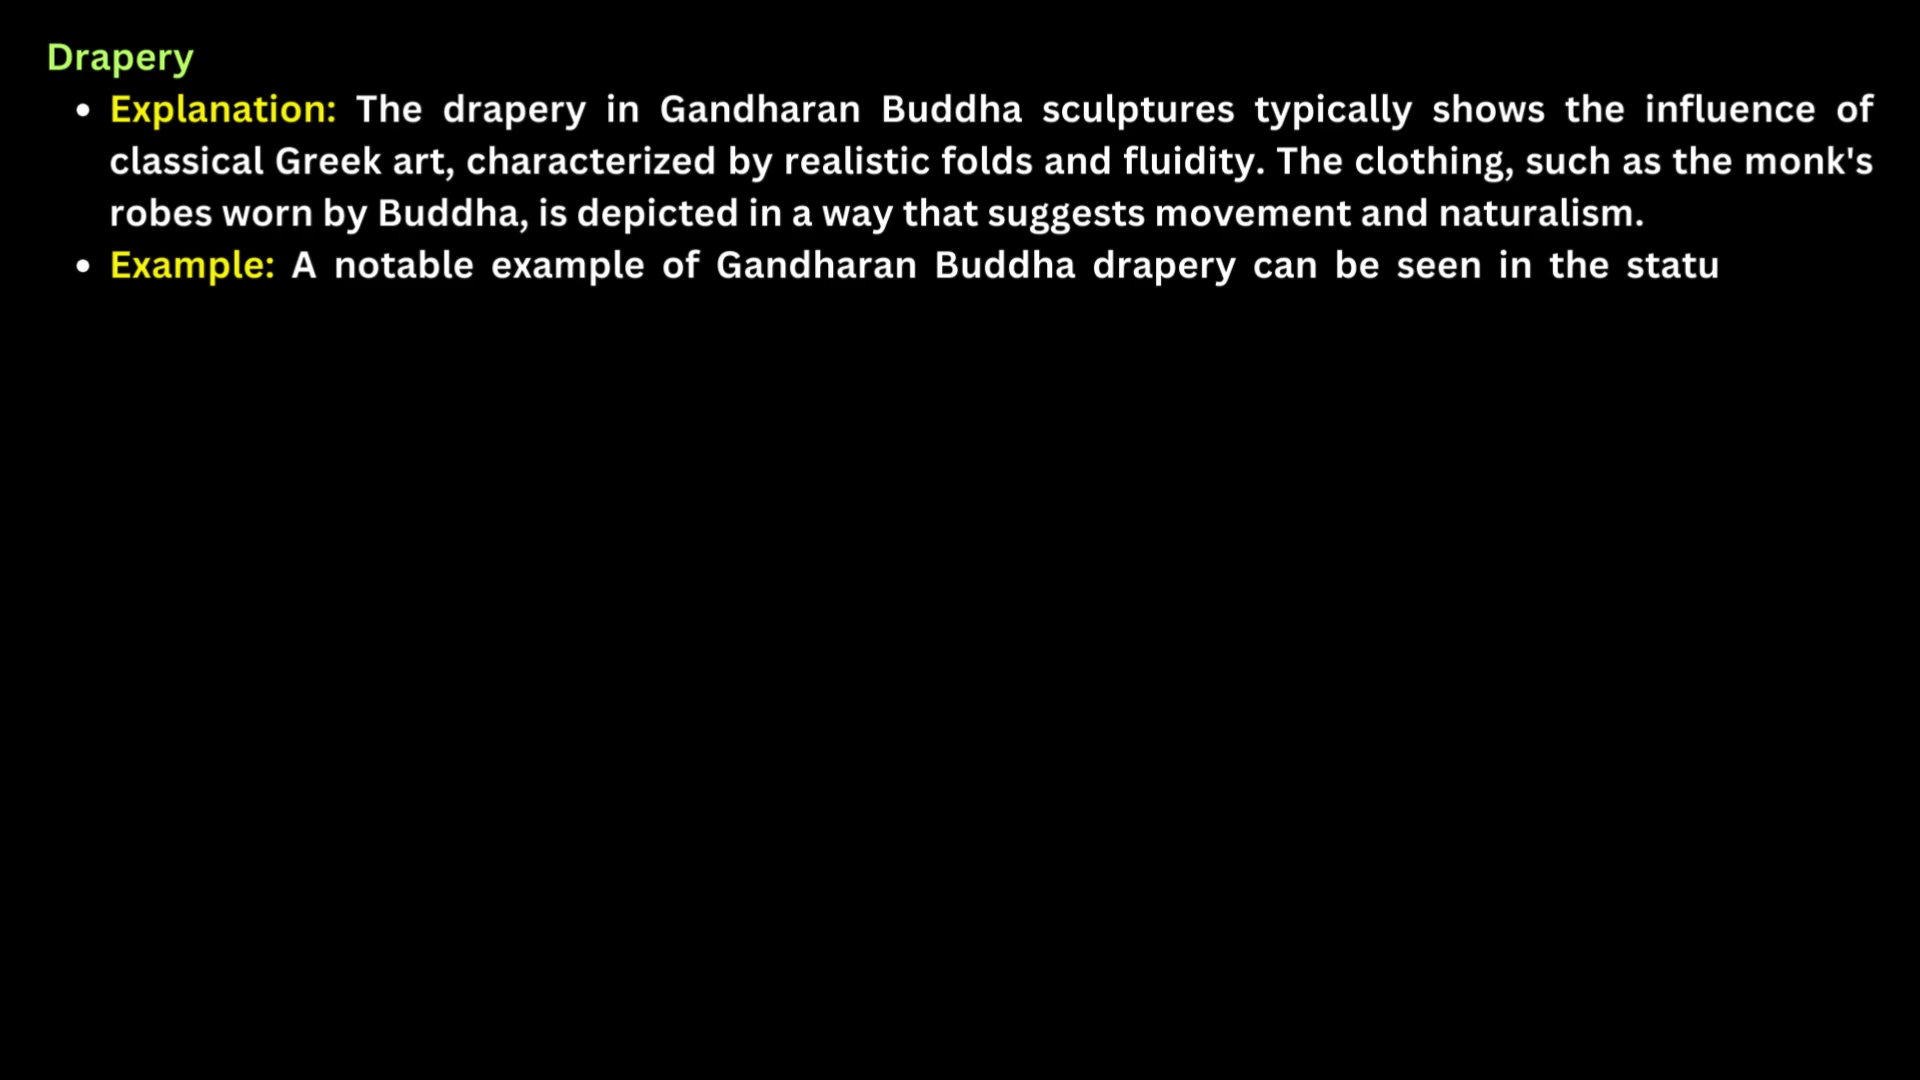 Drapery
• Explanation: The drapery in Gandharan Buddha sculptures typically shows the influence of
classical Greek art, characterized by realistic folds and fluidity. The clothing, such as the monk's
robes worn by Buddha, is depicted in a way that suggests movement and naturalism.
• Example: A notable example of Gandharan Buddha drapery can be seen in the statu